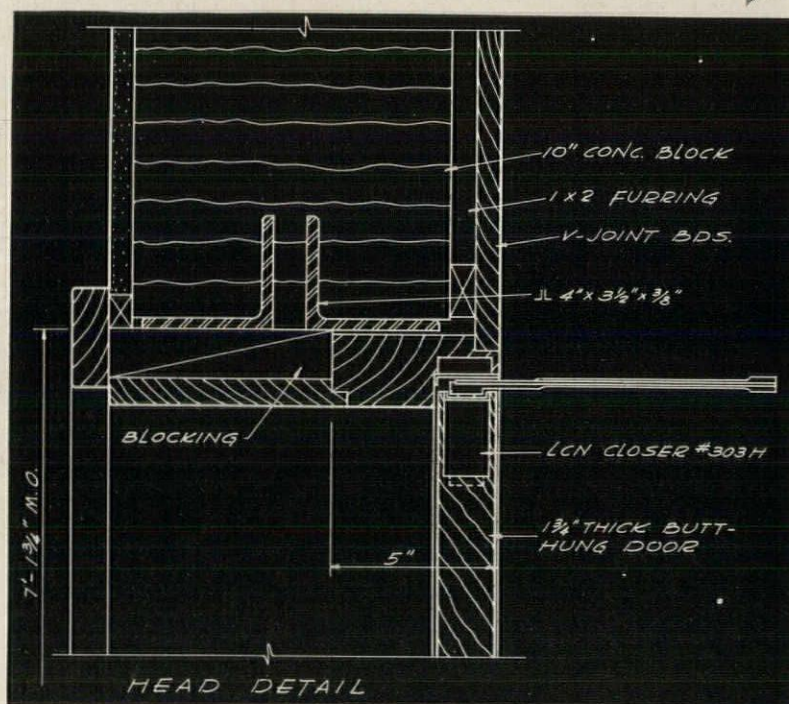 10" CONC. BLOCK
1 x 2 FURRING
V-JOINT BDS.
⅃L 4" x 3½" x ⅜"
BLOCKING
LCN CLOSER #303H
1¾" THICK BUTT-
HUNG DOOR
5"
7'-1¾" M.O.
HEAD DETAIL